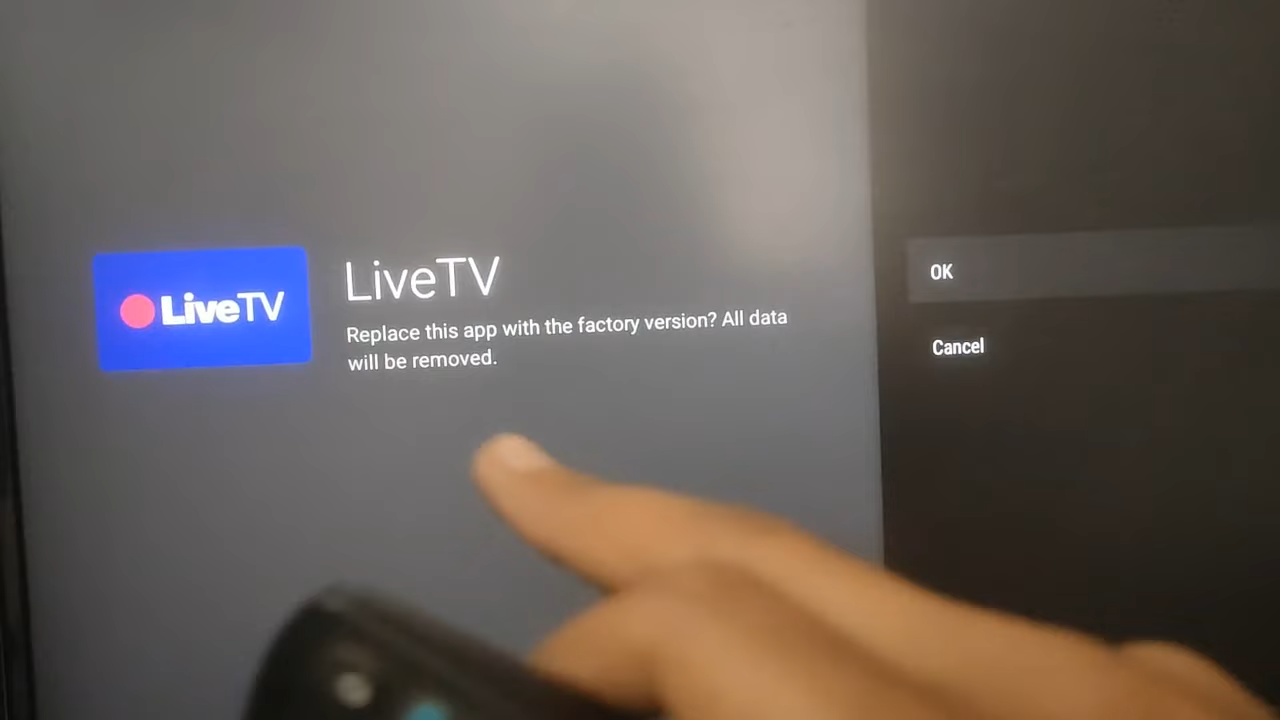 LiveTV
LiveTV
Replace this app with the factory version? All data
will be removed.
OK
Cancel